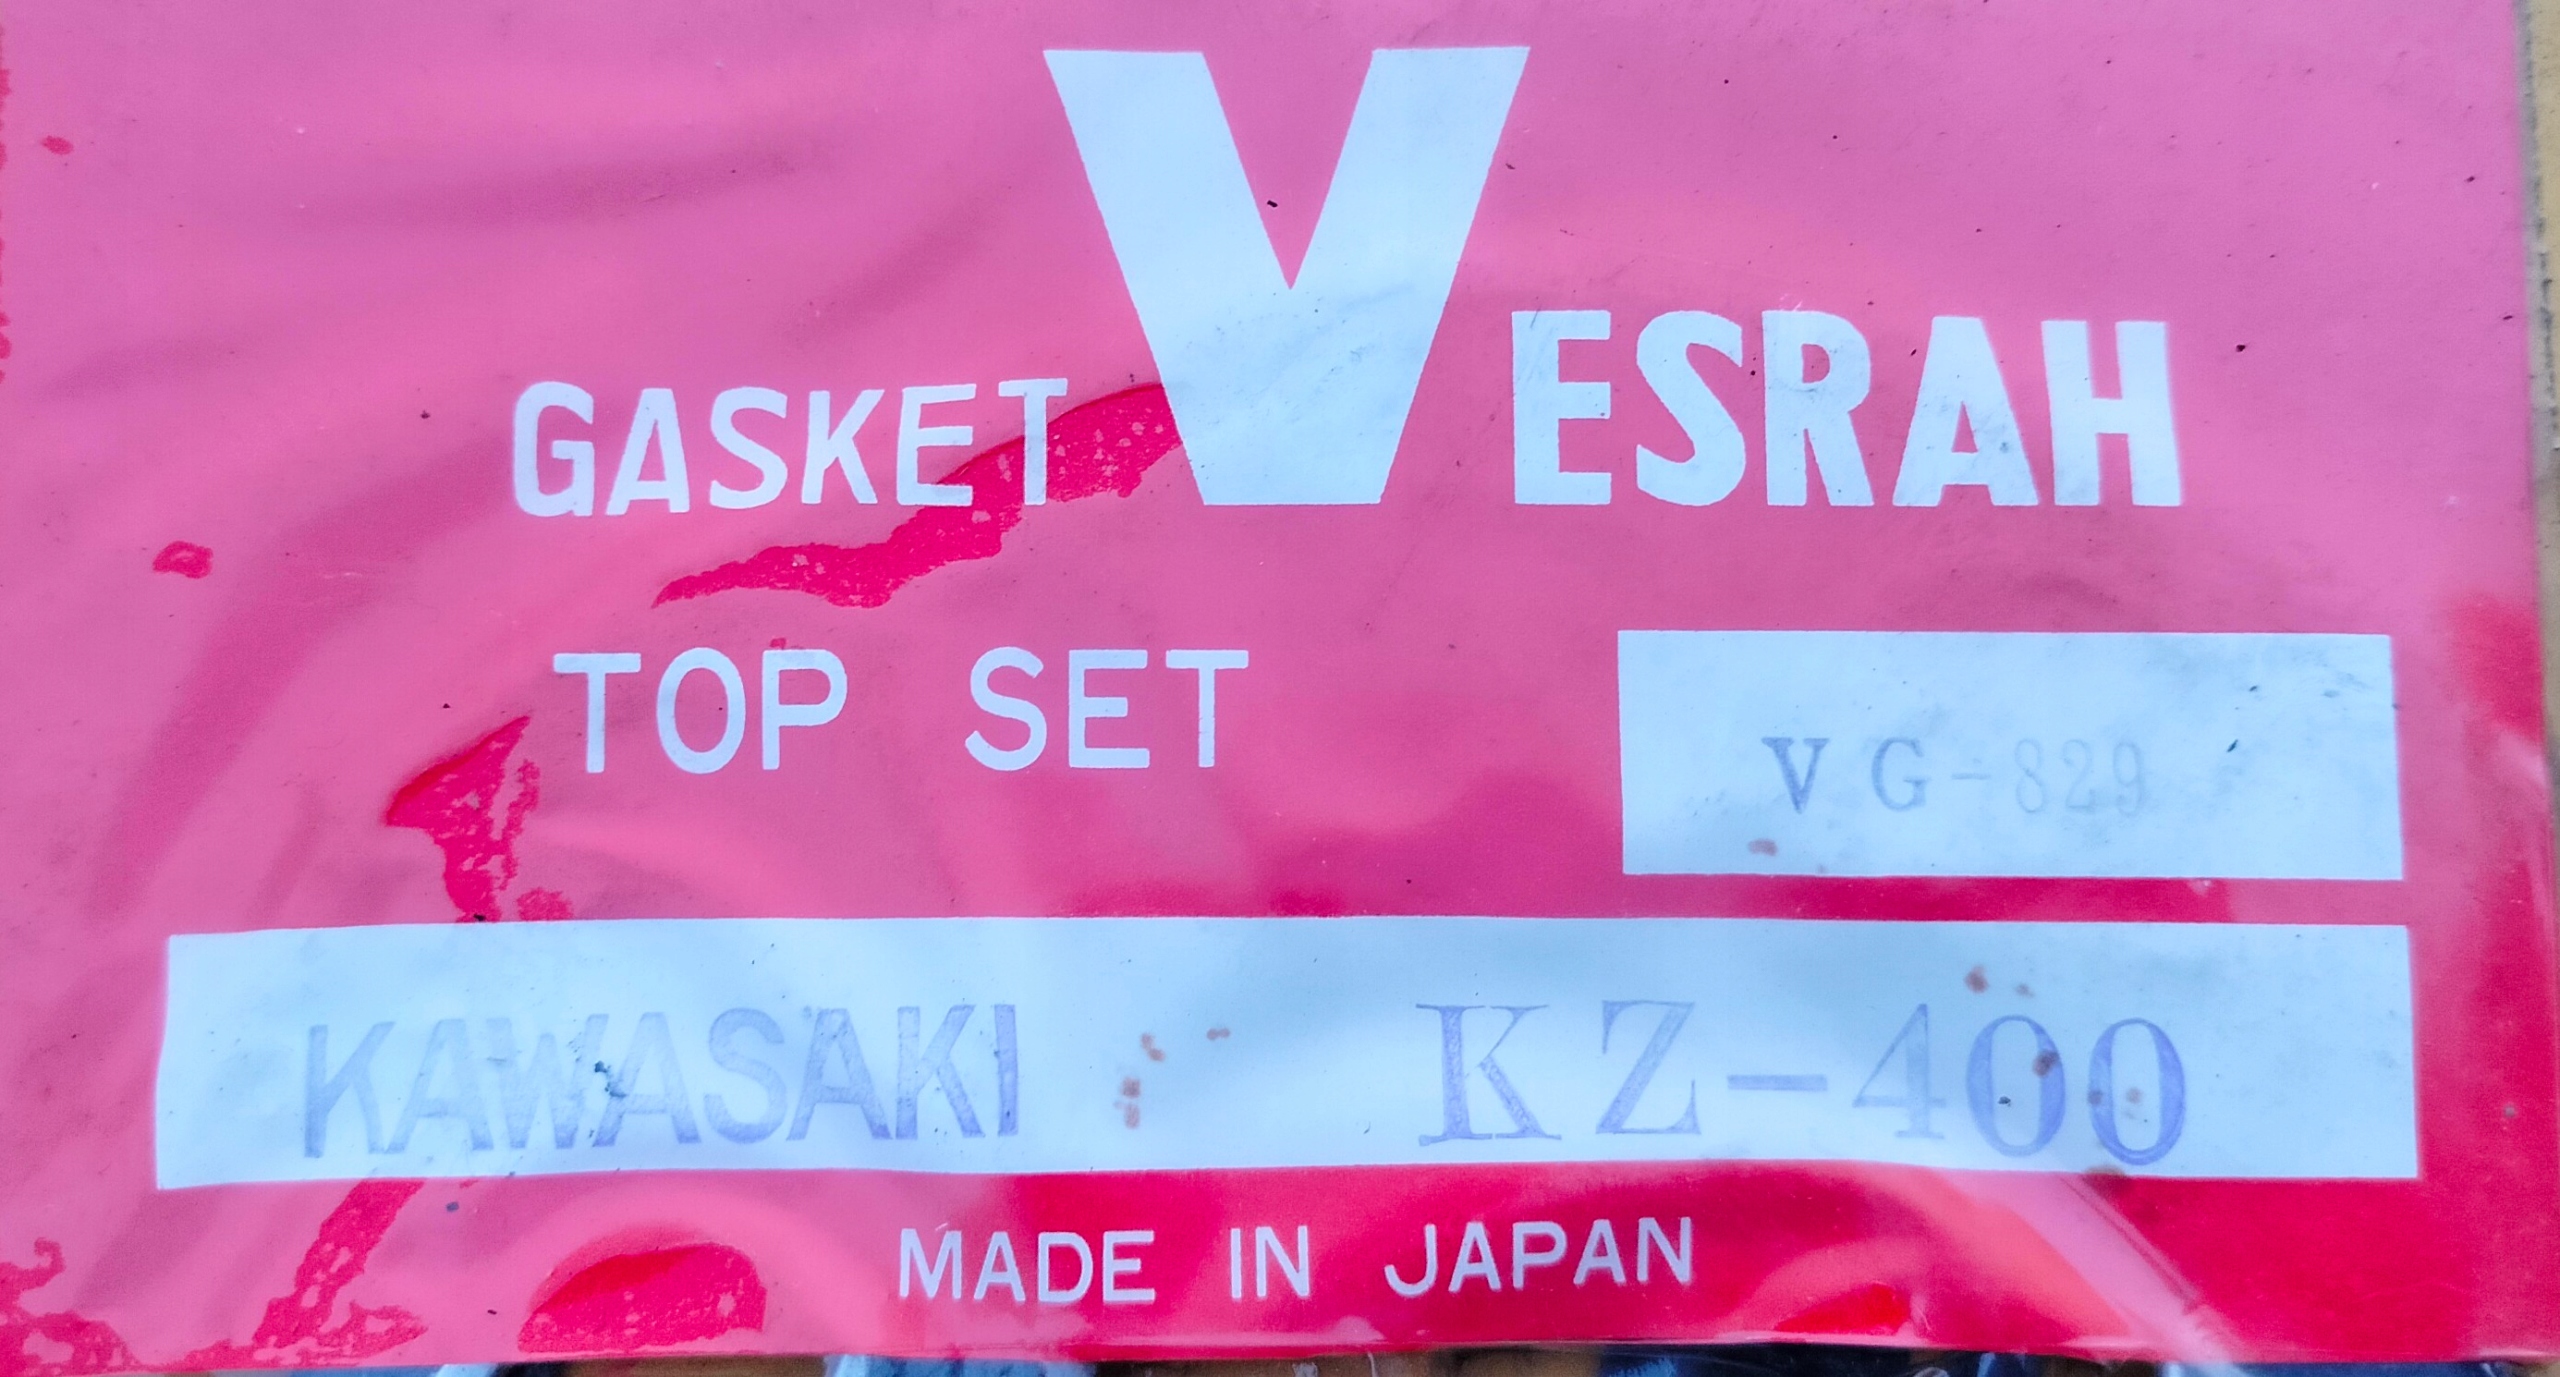 GASKET VESRAH
TOP SET
VG-829
KAWASAKI KZ-400
MADE IN JAPAN